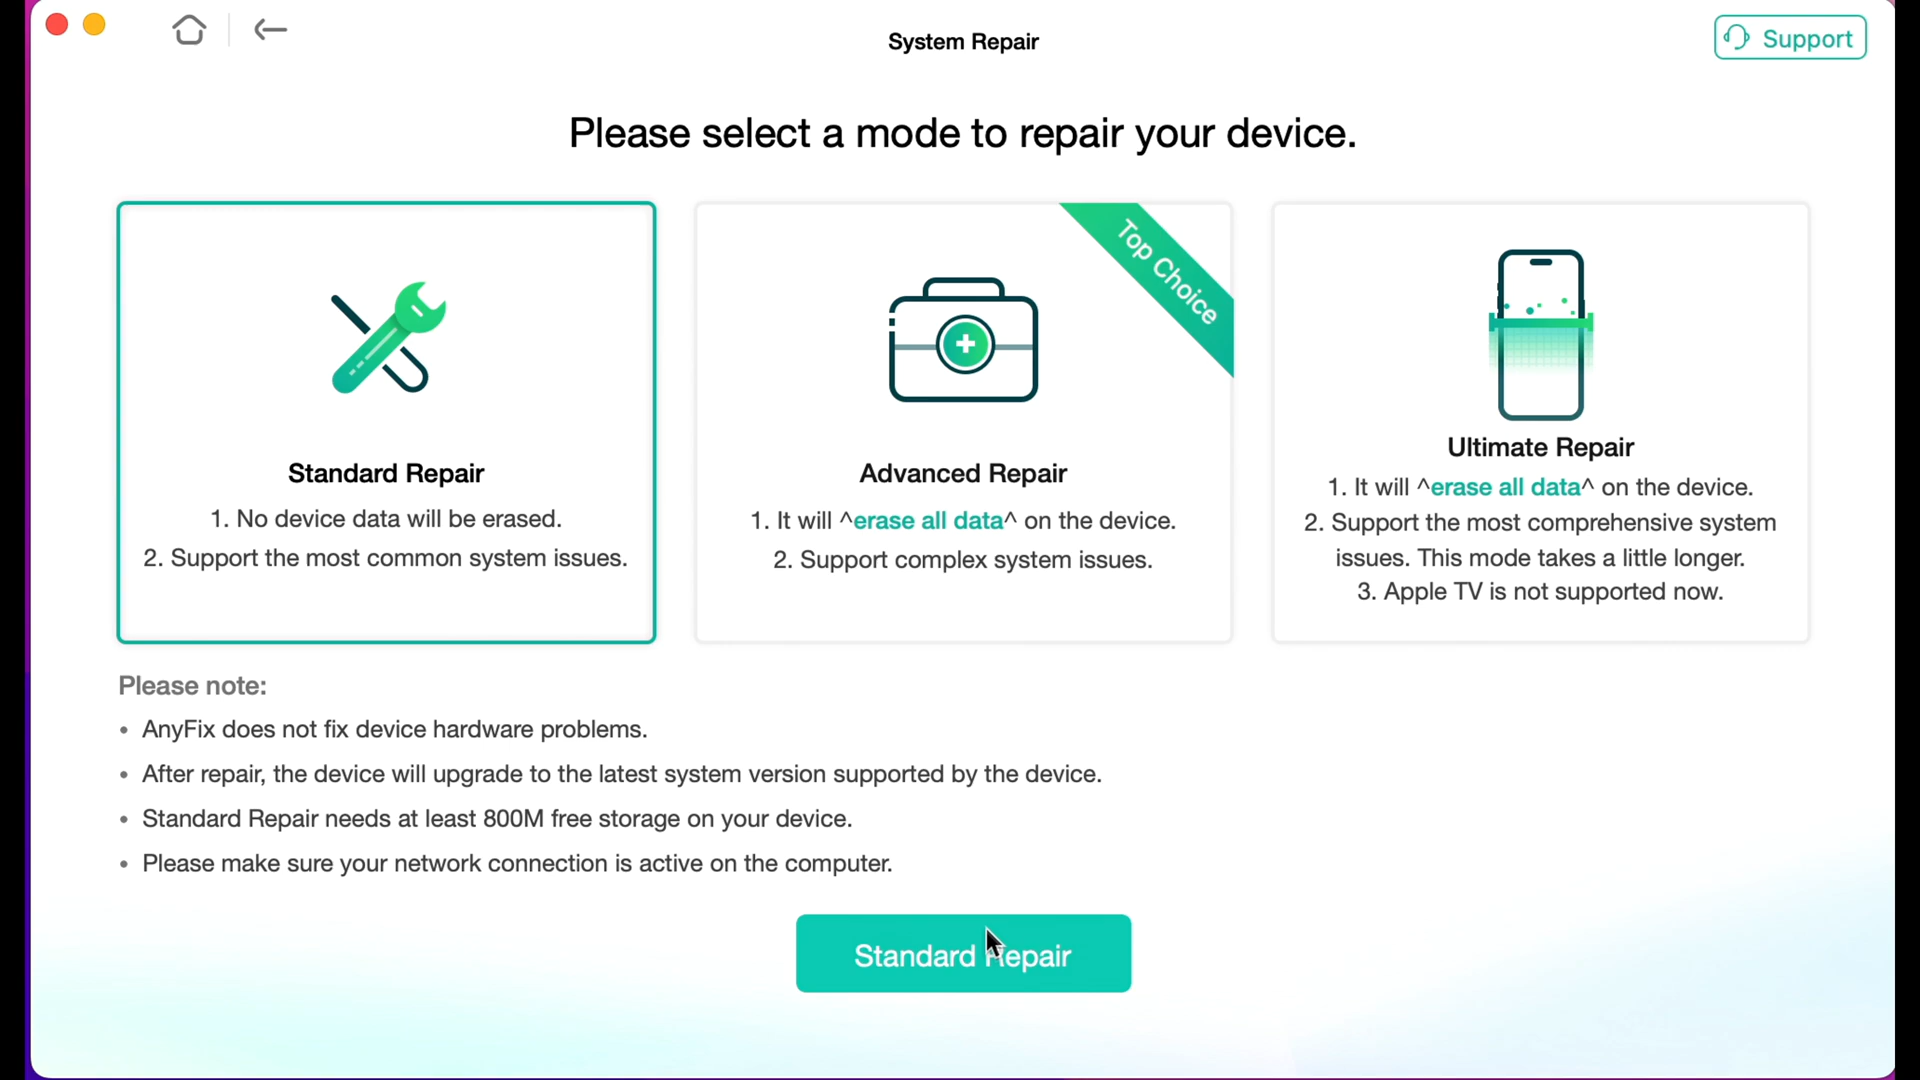 System Repair
Support
Please select a mode to repair your device.
Top Choice
Standard Repair
1. No device data will be erased.
2. Support the most common system issues.
Advanced Repair
1. It will ^erase all data^ on the device.
2. Support complex system issues.
Ultimate Repair
1. It will ^erase all data^ on the device.
2. Support the most comprehensive system
issues. This mode takes a little longer.
3. Apple TV is not supported now.
Please note:
• AnyFix does not fix device hardware problems.
• After repair, the device will upgrade to the latest system version supported by the device.
• Standard Repair needs at least 800M free storage on your device.
• Please make sure your network connection is active on the computer.
Standard Repair